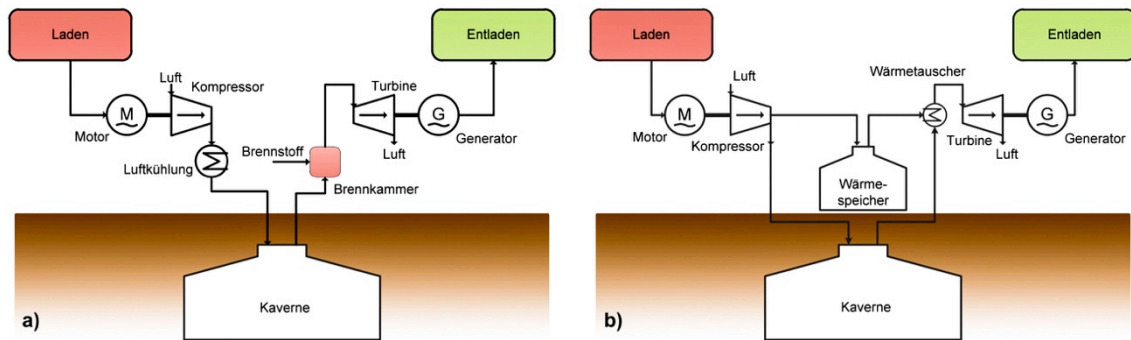 Laden
Entladen
Luft
Kompressor
Turbine
M
G
Motor
Generator
Luft
Luftkühlung
Brennstoff
Brennkammer
Kaverne
a)
Laden
Entladen
Luft
Wärmetauscher
M
G
Motor
Kompressor
Turbine
Generator
Luft
Wärme-
speicher
Kaverne
b)